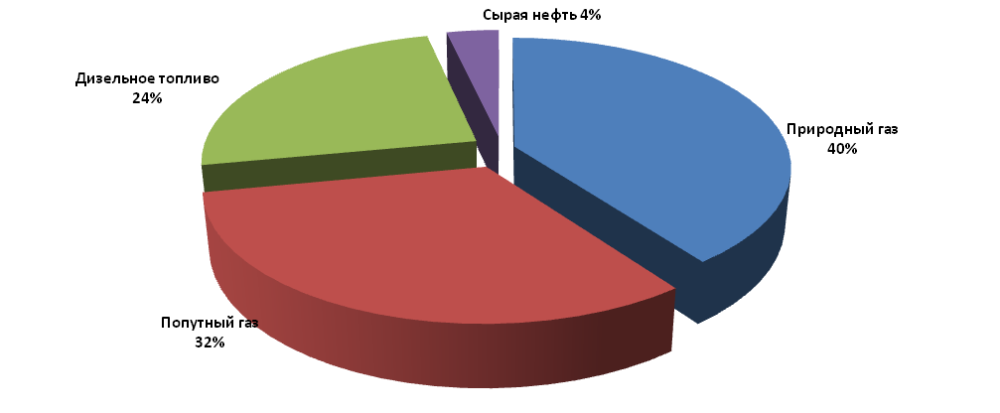 Сырая нефть 4%
Дизельное топливо
24%
Природный газ
40%
Попутный газ
32%